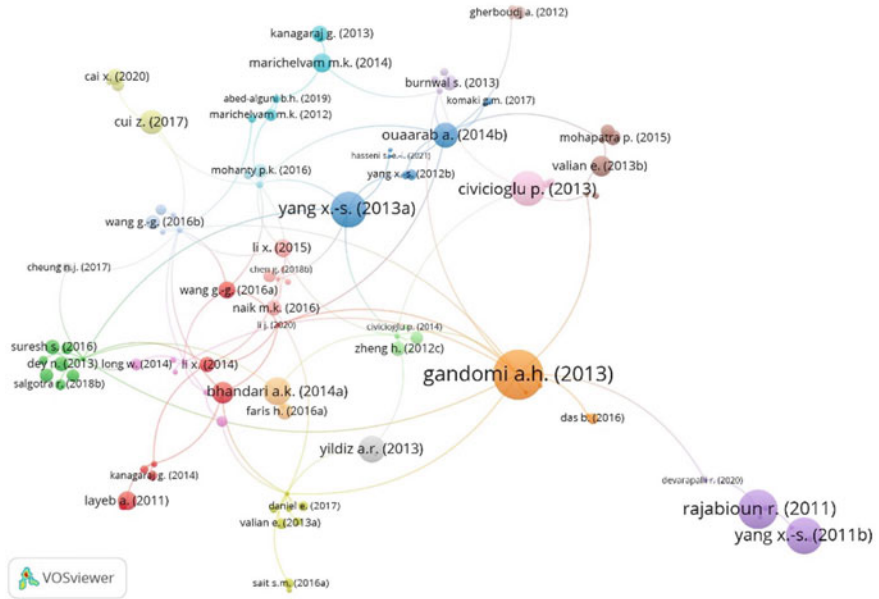 gherboudj a. (2012)
kanagaraj g. (2013)
marichelvam m.k. (2014)
cai x. (2020)
burnwal s. (2013)
abed-alguni b.h. (2019)
komaki g.m. (2017)
marichelvam m.k. (2012)
cui z. (2017)
ouaarab a. (2014b)
mohapatra p. (2015)
(2021)
mohanty p.k. (2016)
yang x.-s. (2012b)
valian e. (2013b)
civicioglu p. (2013)
yang x.-s. (2013a)
wang g.-g. (2016b)
li x. (2015)
cheung n.j. (2017)
chen g. (2018b)
wang g.-g. (2016a)
naik m.k. (2016)
li j. (2020)
civicioglu p. (2014)
suresh s. (2016)
zheng h. (2012c)
dey n. (2013)
long w. (2014)
li x. (2014)
gandomi a.h. (2013)
salgotra r. (2018b)
bhandari a.k. (2014a)
faris h. (2016a)
das b. (2016)
yildiz a.r. (2013)
kanagaraj g. (2014)
devarapalli r. (2020)
layeb a. (2011)
daniel e. (2017)
rajabioun r. (2011)
valian e. (2013a)
yang x.-s. (2011b)
sait s.m. (2016a)
VOSviewer